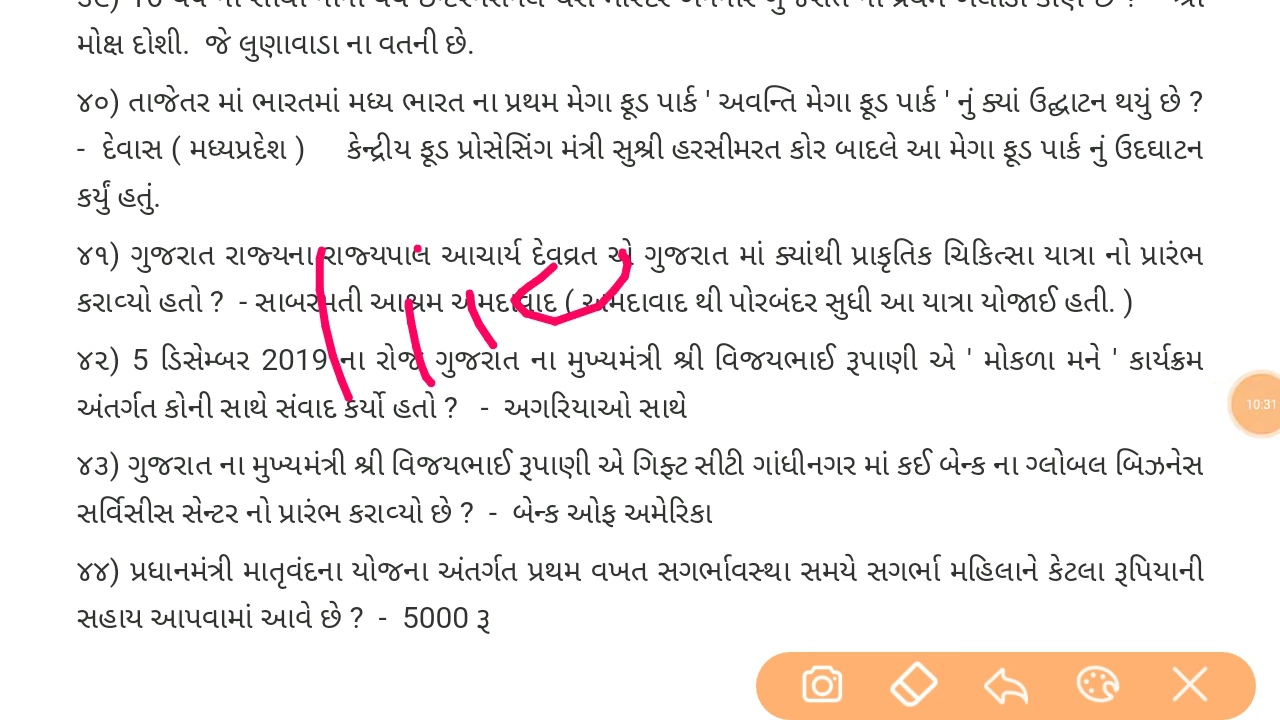 મોક્ષ દોશી. જે લુણાવાડા ના વતની છે.
૪૦) તાજેતર માં ભારતમાં મધ્ય ભારત ના પ્રથમ મેગા ફૂડ પાર્ક ' અવન્તિ મેગા ફૂડ પાર્ક ' નું ક્યાં ઉદ્ઘાટન થયું છે ?
- દેવાસ ( મધ્યપ્રદેશ ) કેન્દ્રીય ફૂડ પ્રોસેસિંગ મંત્રી સુશ્રી હરસીમરત કોર બાદલે આ મેગા ફૂડ પાર્ક નું ઉદઘાટન
કર્યું હતું.
૪૧) ગુજરાત રાજ્યના રાજ્યપાલ આચાર્ય દેવવ્રત એ ગુજરાત માં ક્યાંથી પ્રાકૃતિક ચિકિત્સા યાત્રા નો પ્રારંભ
કરાવ્યો હતો ? - સાબરમતી આશ્રમ અમદાવાદ ( અમદાવાદ થી પોરબંદર સુધી આ યાત્રા યોજાઈ હતી. )
૪૨) 5 ડિસેમ્બર 2019 ના રોજ ગુજરાત ના મુખ્યમંત્રી શ્રી વિજયભાઈ રૂપાણી એ ' મોકળા મને ' કાર્યક્રમ
અંતર્ગત કોની સાથે સંવાદ કર્યો હતો ? - અગરિયાઓ સાથે
૪૩) ગુજરાત ના મુખ્યમંત્રી શ્રી વિજયભાઈ રૂપાણી એ ગિફ્ટ સીટી ગાંધીનગર માં કઈ બેન્ક ના ગ્લોબલ બિઝનેસ
સર્વિસીસ સેન્ટર નો પ્રારંભ કરાવ્યો છે ? - બેન્ક ઓફ અમેરિકા
૪૪) પ્રધાનમંત્રી માતૃવંદના યોજના અંતર્ગત પ્રથમ વખત સગર્ભાવસ્થા સમયે સગર્ભા મહિલાને કેટલા રૂપિયાની
સહાય આપવામાં આવે છે ? - 5000 રૂ
10:31